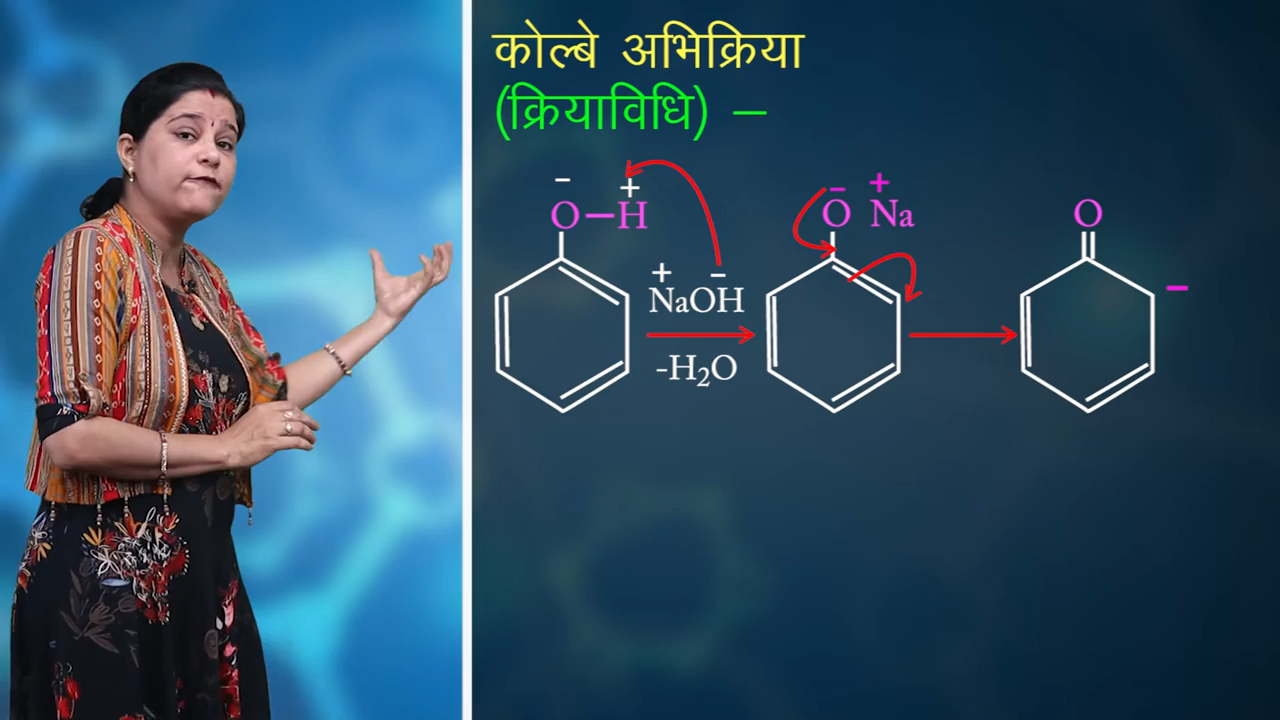 कोल्बे अभिक्रिया
(क्रियाविधि) –
− +
O–H
+ −
NaOH
-H₂O
− +
O Na
O
−